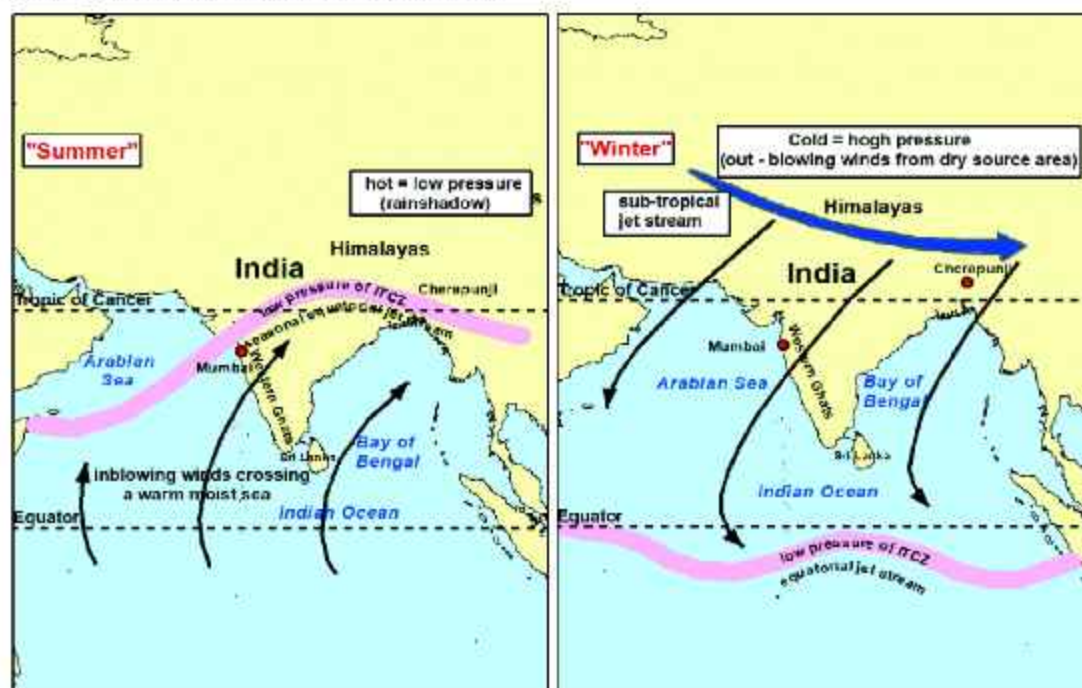 "Summer"
hot = low pressure
(rainshadow)
s
Himalayas
India
Cherepunji
Tropic of Cancer
low pressure of ITCZ
seasonal equatorial jet stream
Arabian
Sea
Mumbai
Western Ghats
Bay of
Bengal
Sri Lanka
inblowing winds crossing
a warm moist sea
Indian Ocean
Equator
"Winter"
Cold = hogh pressure
(out - blowing winds from dry source area)
sub-tropical
jet stream
Himalayas
India
Cherepunji
Tropic of Cancer
Mumbai
Western Ghats
Arabian Sea
Bay of
Bengal
Sri Lanka
Indian Ocean
Equator
low pressure of ITCZ
equatorial jet stream